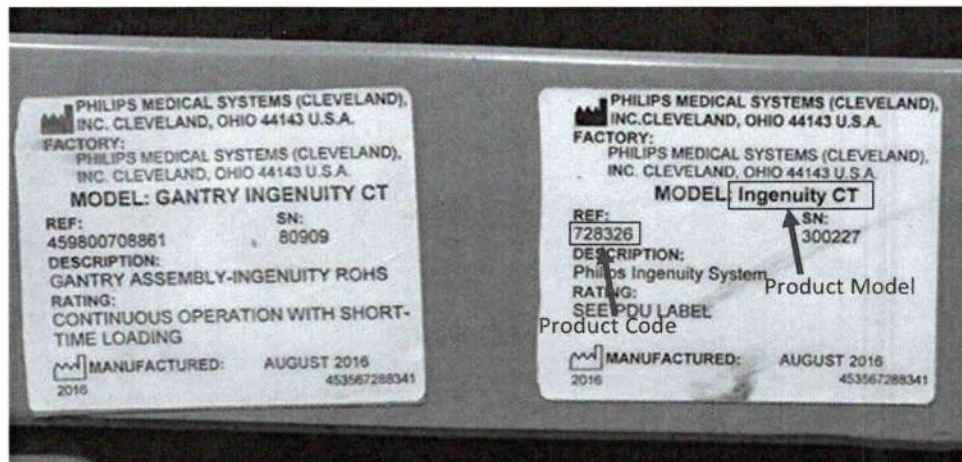 PHILIPS MEDICAL SYSTEMS (CLEVELAND),
INC. CLEVELAND, OHIO 44143 U.S.A.
FACTORY:
PHILIPS MEDICAL SYSTEMS (CLEVELAND),
INC. CLEVELAND, OHIO 44143 U.S.A.
MODEL: GANTRY INGENUITY CT
REF: SN:
459800708861 80909
DESCRIPTION:
GANTRY ASSEMBLY-INGENUITY ROHS
RATING:
CONTINUOUS OPERATION WITH SHORT-
TIME LOADING
MANUFACTURED: AUGUST 2016
2016 453567288341
PHILIPS MEDICAL SYSTEMS (CLEVELAND),
INC. CLEVELAND, OHIO 44143 U.S.A.
FACTORY:
PHILIPS MEDICAL SYSTEMS (CLEVELAND),
INC. CLEVELAND, OHIO 44143 U.S.A.
MODEL: Ingenuity CT
REF: SN:
728326 300227
DESCRIPTION:
Philips Ingenuity System
Product Model
RATING:
SEE PDU LABEL
Product Code
MANUFACTURED: AUGUST 2016
2016 453567288341